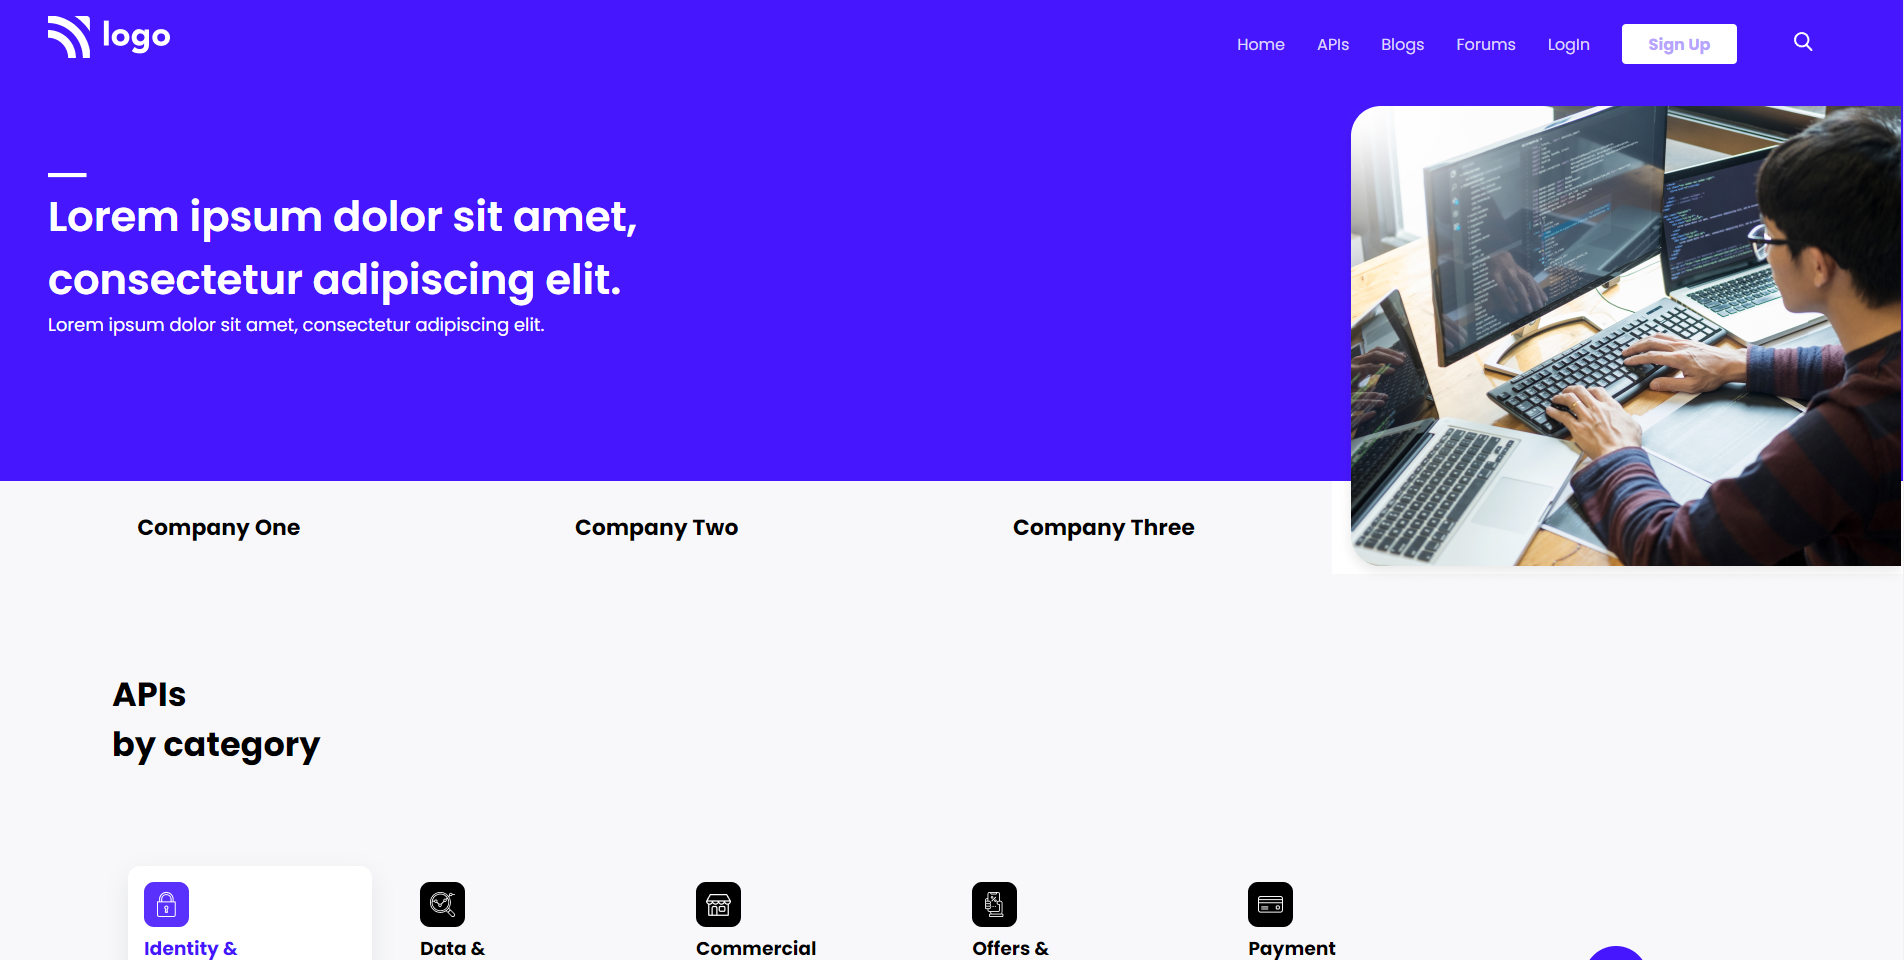 logo
Home APIs Blogs Forums LogIn Sign Up
Lorem ipsum dolor sit amet,
consectetur adipiscing elit.
Lorem ipsum dolor sit amet, consectetur adipiscing elit.
Company One Company Two Company Three
APIs
by category
Identity & Data & Commercial Offers & Payment